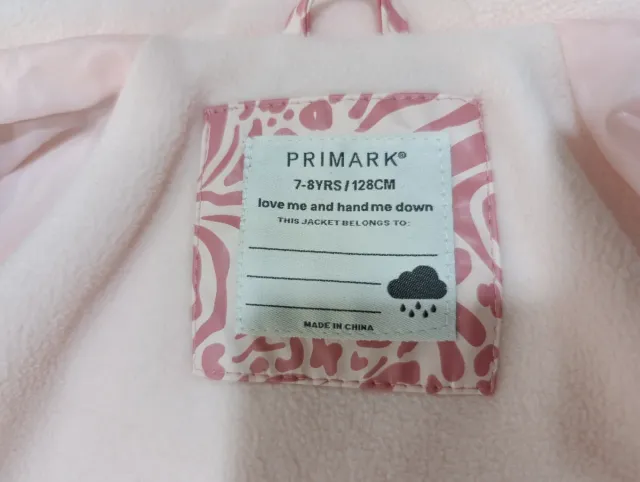 PRIMARK®
7-8YRS/128CM
love me and hand me down
THIS JACKET BELONGS TO:
MADE IN CHINA